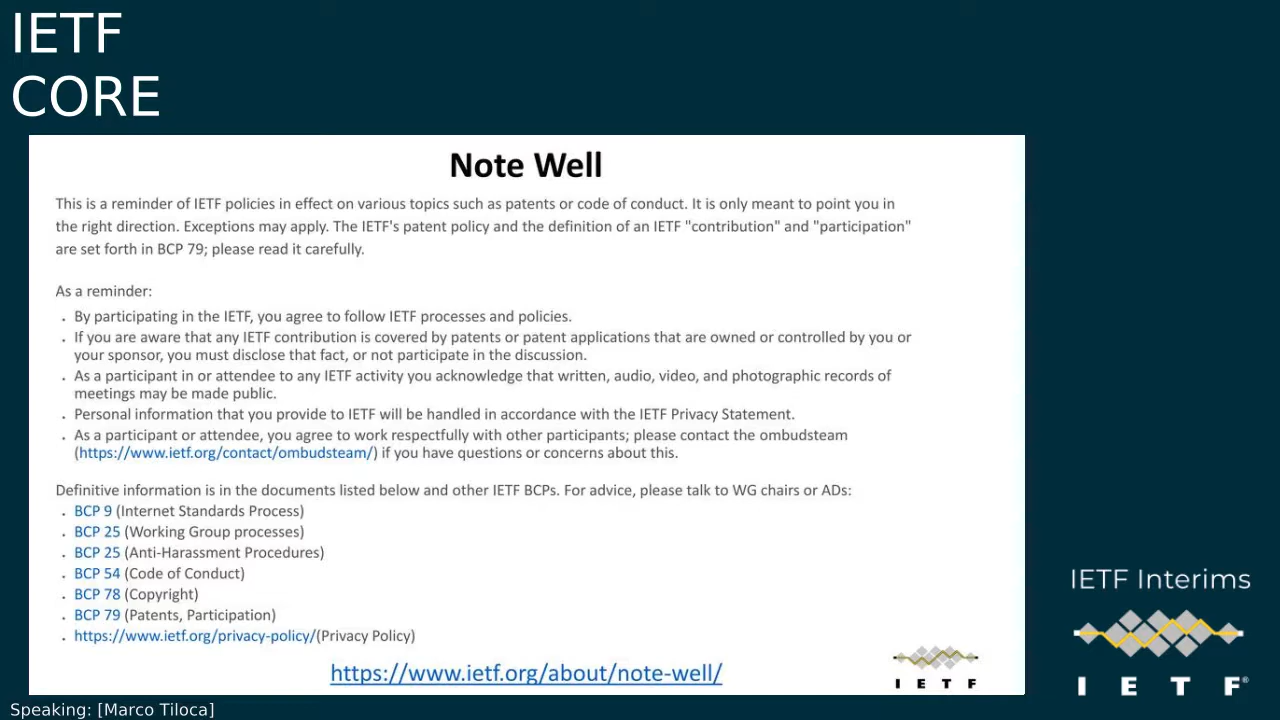 IETF
CORE
Note Well
This is a reminder of IETF policies in effect on various topics such as patents or code of conduct. It is only meant to point you in
the right direction. Exceptions may apply. The IETF's patent policy and the definition of an IETF "contribution" and "participation"
are set forth in BCP 79; please read it carefully.
As a reminder:
. By participating in the IETF, you agree to follow IETF processes and policies.
. If you are aware that any IETF contribution is covered by patents or patent applications that are owned or controlled by you or
your sponsor, you must disclose that fact, or not participate in the discussion.
. As a participant in or attendee to any IETF activity you acknowledge that written, audio, video, and photographic records of
meetings may be made public.
. Personal information that you provide to IETF will be handled in accordance with the IETF Privacy Statement.
. As a participant or attendee, you agree to work respectfully with other participants; please contact the ombudsteam
(https://www.ietf.org/contact/ombudsteam/) if you have questions or concerns about this.
Definitive information is in the documents listed below and other IETF BCPs. For advice, please talk to WG chairs or ADs:
. BCP 9 (Internet Standards Process)
. BCP 25 (Working Group processes)
. BCP 25 (Anti-Harassment Procedures)
. BCP 54 (Code of Conduct)
. BCP 78 (Copyright)
. BCP 79 (Patents, Participation)
. https://www.ietf.org/privacy-policy/(Privacy Policy)
https://www.ietf.org/about/note-well/
I E T F
IETF Interims
I E T F®
Speaking: [Marco Tiloca]